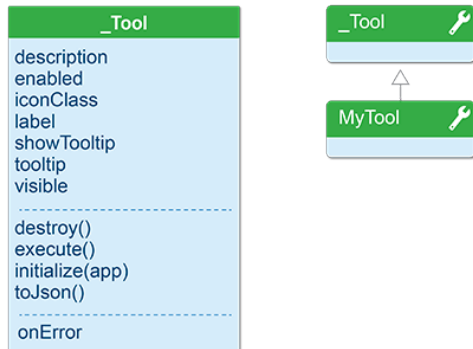 _Tool
description
enabled
iconClass
label
showTooltip
tooltip
visible
destroy()
execute()
initialize(app)
toJson()
onError
_Tool
MyTool